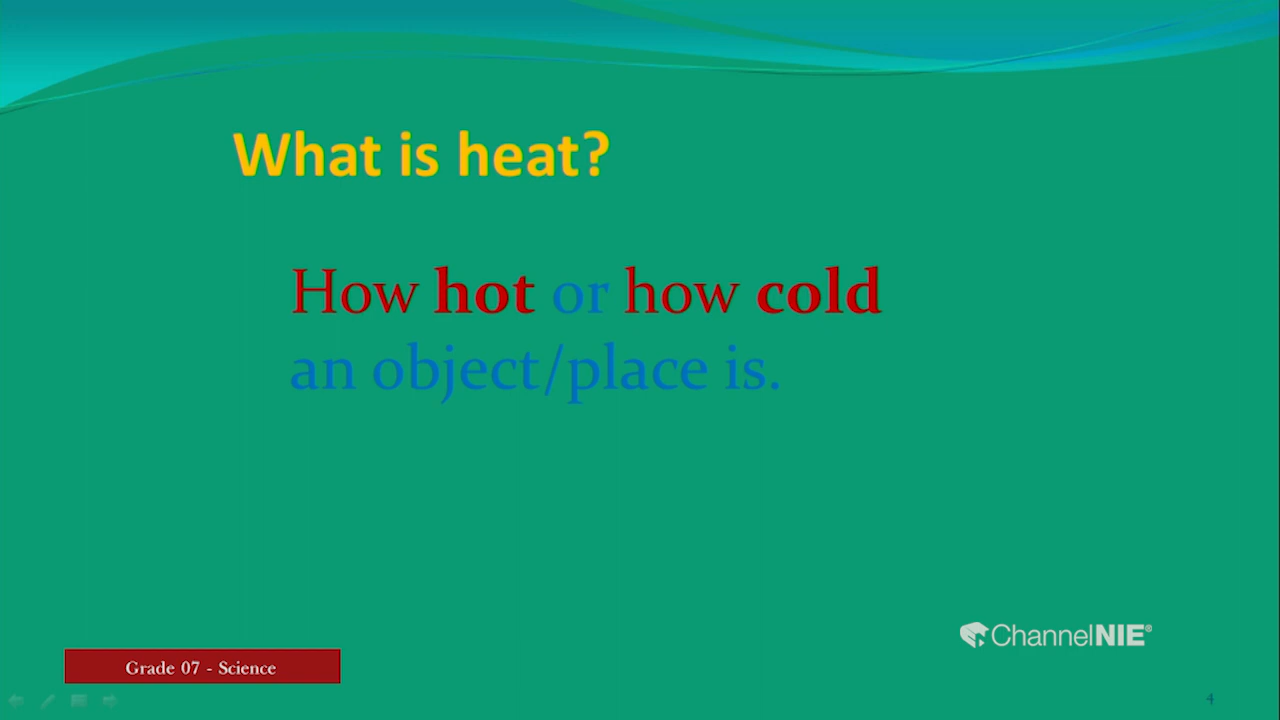 What is heat?
How hot or how cold
an object/place is.
ChannelNIE®
Grade 07 - Science
4